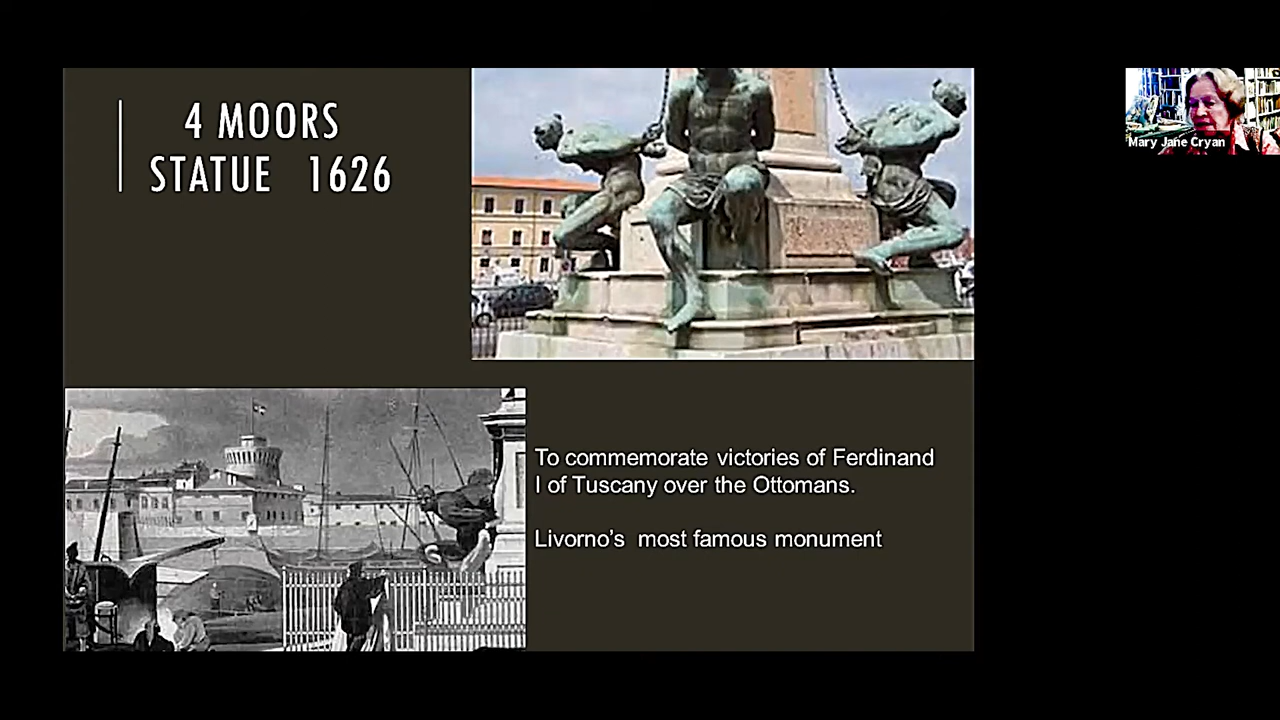 4 MOORS
STATUE 1626
Mary Jane Cryan
To commemorate victories of Ferdinand
I of Tuscany over the Ottomans.
Livorno’s most famous monument